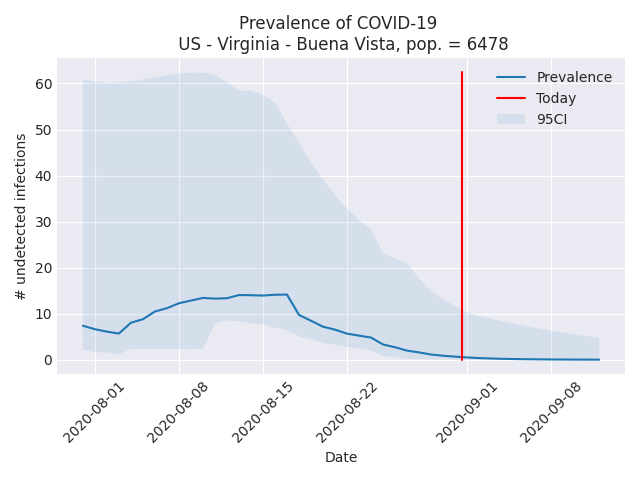 Prevalence of COVID-19
US - Virginia - Buena Vista, pop. = 6478
# undetected infections
60
50
40
30
20
10
0
Prevalence
Today
95CI
2020-08-01
2020-08-08
2020-08-15
2020-08-22
2020-09-01
2020-09-08
Date